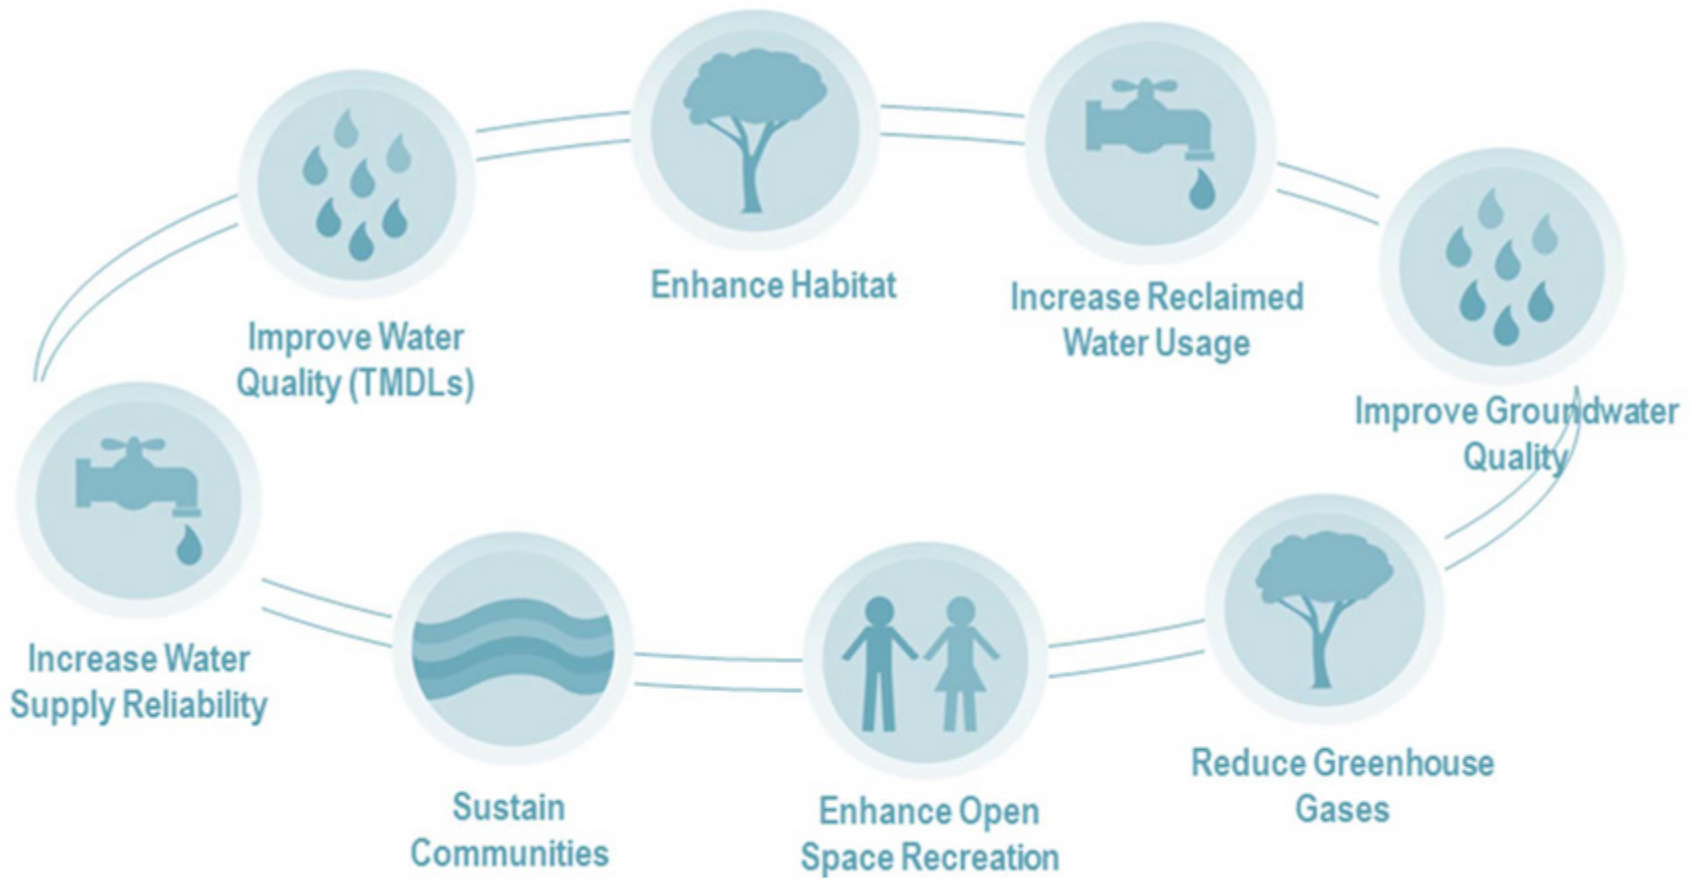 Improve Water
Quality (TMDLs)
Enhance Habitat
Increase Reclaimed
Water Usage
Improve Groundwater
Quality
Increase Water
Supply Reliability
Sustain
Communities
Enhance Open
Space Recreation
Reduce Greenhouse
Gases